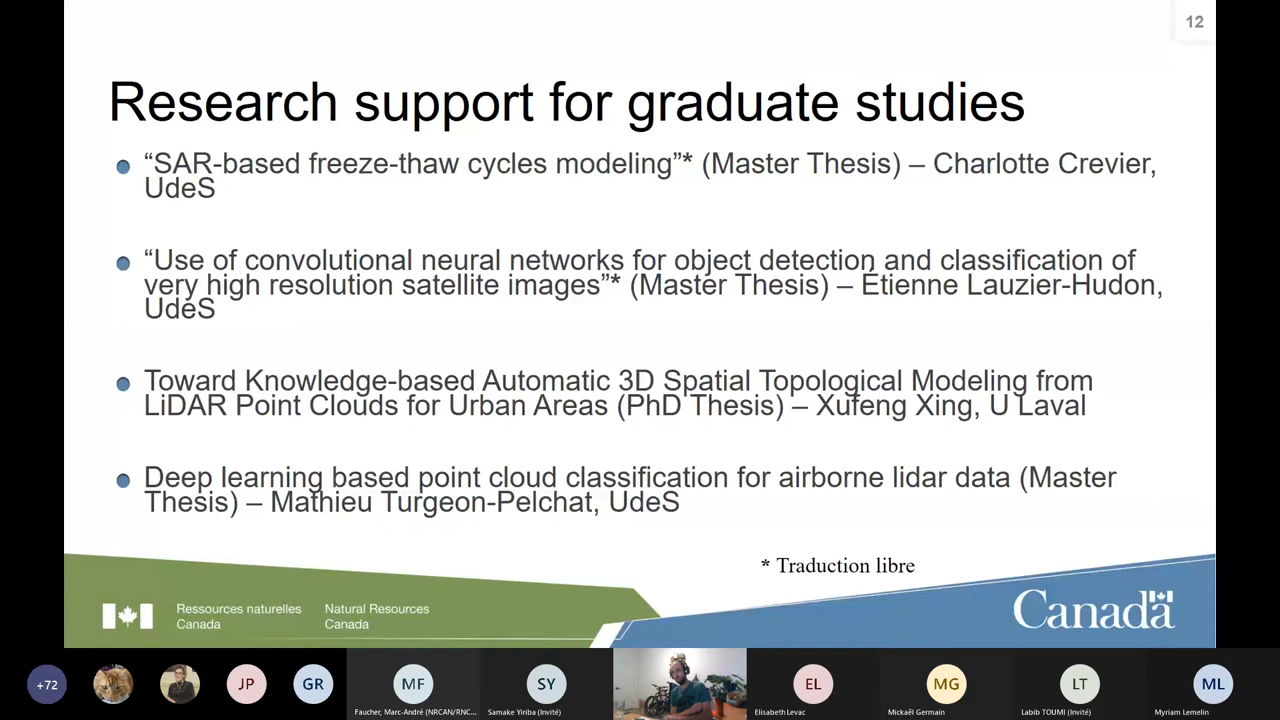 12
Research support for graduate studies
“SAR-based freeze-thaw cycles modeling”* (Master Thesis) – Charlotte Crevier,
UdeS
“Use of convolutional neural networks for object detection and classification of
very high resolution satellite images”* (Master Thesis) – Étienne Lauzier-Hudon,
UdeS
Toward Knowledge-based Automatic 3D Spatial Topological Modeling from
LiDAR Point Clouds for Urban Areas (PhD Thesis) – Xufeng Xing, U Laval
Deep learning based point cloud classification for airborne lidar data (Master
Thesis) – Mathieu Turgeon-Pelchat, UdeS
* Traduction libre
Ressources naturelles
Canada
Natural Resources
Canada
Canada
+72
JP
GR
MF
Faucher, Marc-André (NRCAN/RNC...
SY
Samake Yiriba (Invité)
EL
Elisabeth Levac
MG
Mickaël Germain
LT
Labib TOUMI (Invité)
ML
Myriam Lemelin